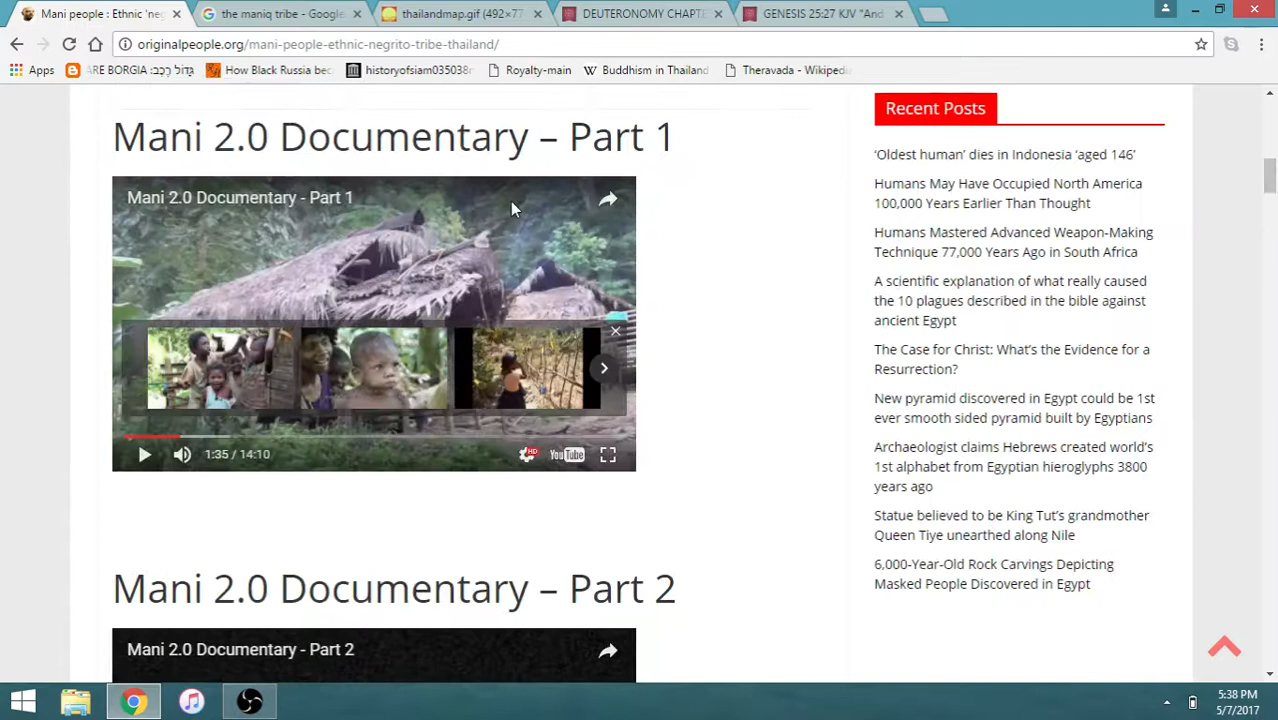 Mani people : Ethnic 'ne
the maniq tribe - Google
thailandmap.gif (492×77
DEUTERONOMY CHAPTE
GENESIS 25:27 KJV "And
originalpeople.org/mani-people-ethnic-negrito-tribe-thailand/
Apps
ARE BORGIA :גָּדוֹל רֶכֶב
How Black Russia bec
historyofsiam035038r
Royalty-main
Buddhism in Thailand
Theravada - Wikipedia
Mani 2.0 Documentary – Part 1
Mani 2.0 Documentary - Part 1
1:35 / 14:10
HD
YouTube
Mani 2.0 Documentary – Part 2
Mani 2.0 Documentary - Part 2
Recent Posts
‘Oldest human’ dies in Indonesia ‘aged 146’
Humans May Have Occupied North America
100,000 Years Earlier Than Thought
Humans Mastered Advanced Weapon-Making
Technique 77,000 Years Ago in South Africa
A scientific explanation of what really caused
the 10 plagues described in the bible against
ancient Egypt
The Case for Christ: What’s the Evidence for a
Resurrection?
New pyramid discovered in Egypt could be 1st
ever smooth sided pyramid built by Egyptians
Archaeologist claims Hebrews created world’s
1st alphabet from Egyptian hieroglyphs 3800
years ago
Statue believed to be King Tut’s grandmother
Queen Tiye unearthed along Nile
6,000-Year-Old Rock Carvings Depicting
Masked People Discovered in Egypt
5:38 PM
5/7/2017